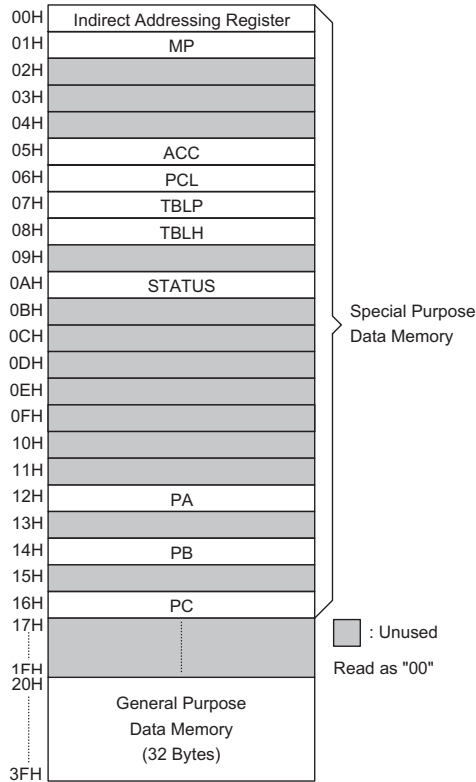 00H Indirect Addressing Register
01H MP
02H
03H
04H
05H ACC
06H PCL
07H TBLP
08H TBLH
09H
0AH STATUS
0BH
0CH
0DH
0EH
0FH
10H
11H
12H PA
13H
14H PB
15H
16H PC
17H
1FH
20H
General Purpose
Data Memory
(32 Bytes)
3FH
Special Purpose
Data Memory
: Unused
Read as "00"